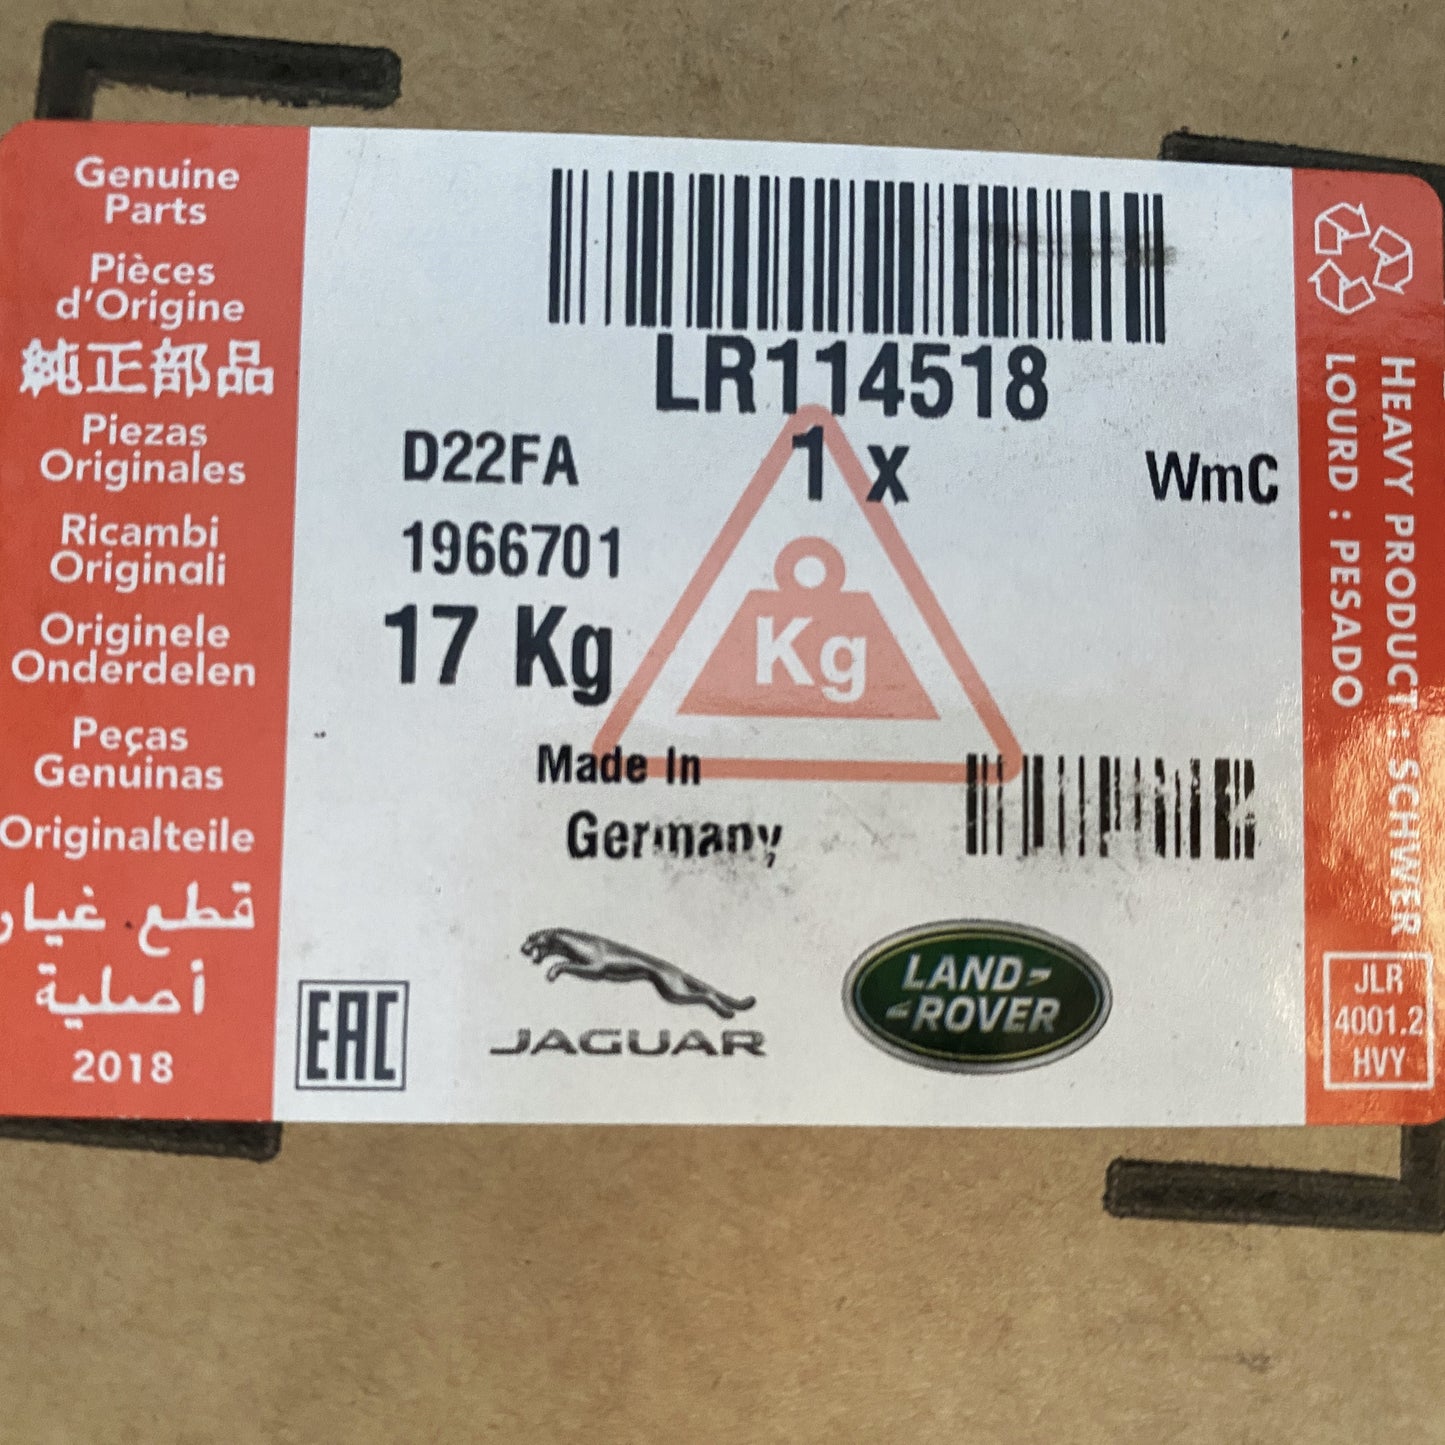 Genuine
Parts
Pièces
d'Origine
純正部品
Piezas
Originales
Ricambi
Originali
Originele
Onderdelen
Peças
Genuinas
Originalteile
قطع غيار
أصلية
2018
LR114518
D22FA
1 x
WmC
1966701
17 Kg
Kg
Made In
Germany
EAC
JAGUAR
LAND
ROVER
HEAVY PRODUCT : SCHWER
LOURD : PESADO
JLR
4001.2
HVY